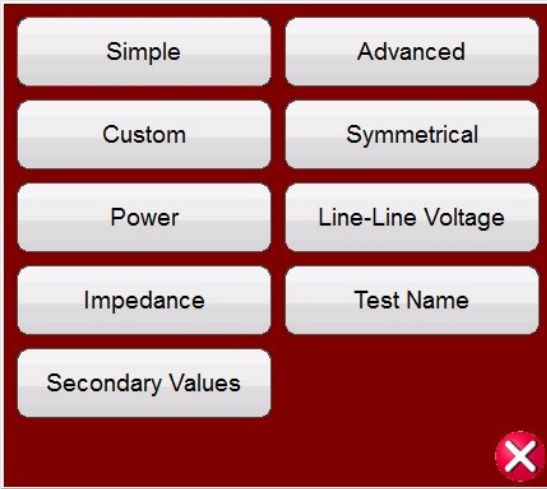 Simple
Advanced
Custom
Symmetrical
Power
Line-Line Voltage
Impedance
Test Name
Secondary Values